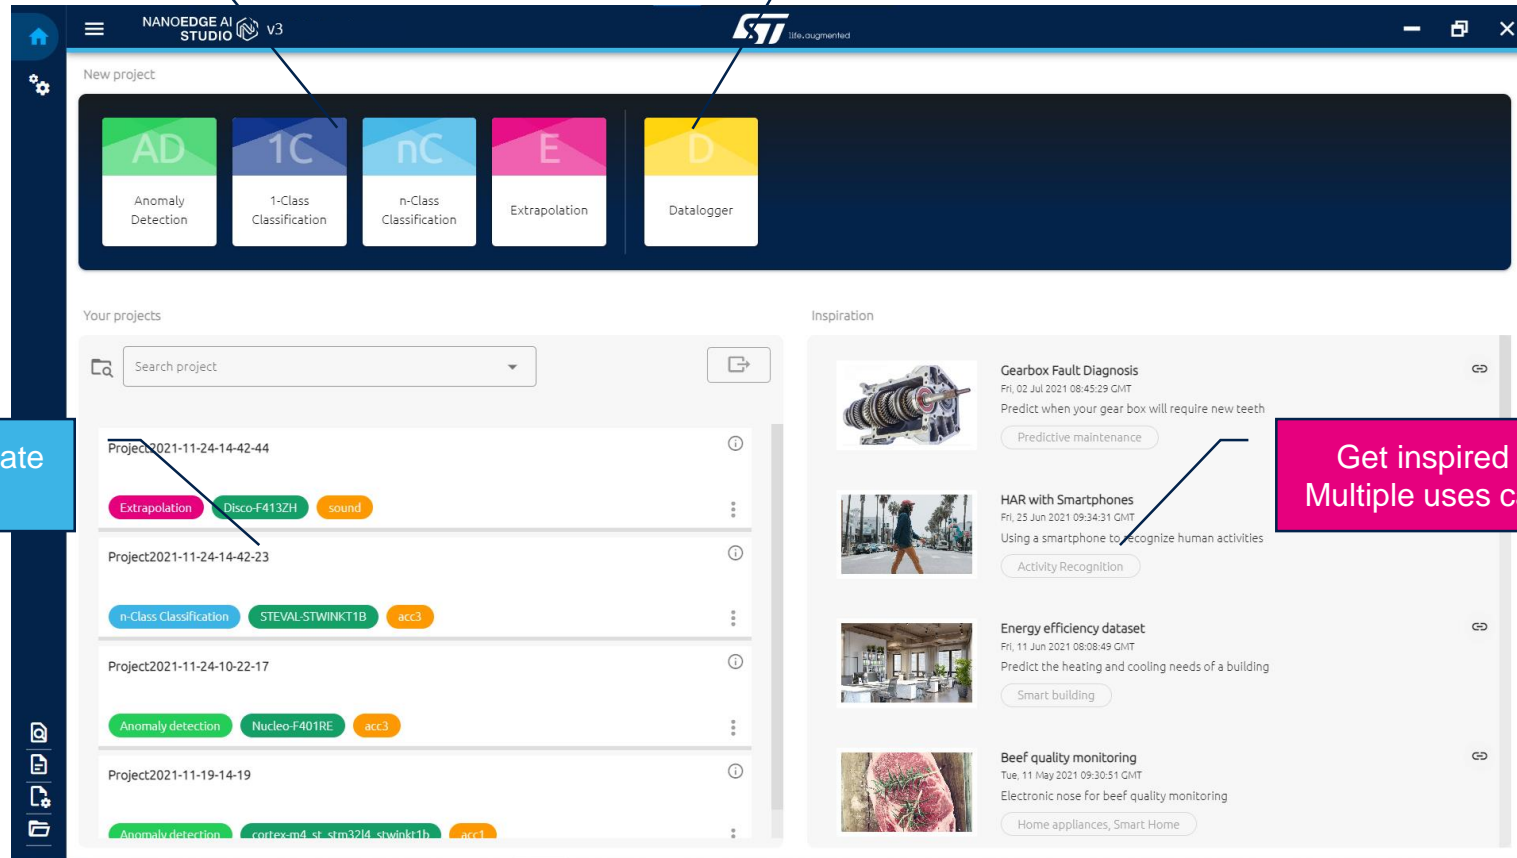 NANOEDGE AI
STUDIO v3
life.augmented
New project
AD
Anomaly
Detection
1C
1-Class
Classification
nC
n-Class
Classification
E
Extrapolation
D
Datalogger
Your projects
Search project
Project2021-11-24-14-42-44
Extrapolation Disco-F413ZH sound
Project2021-11-24-14-42-23
n-Class Classification STEVAL-STWINKT1B acc3
Project2021-11-24-10-22-17
Anomaly detection Nucleo-F401RE acc3
Project2021-11-19-14-19
Anomaly detection cortex-m4_st_stm32l4_stwinkt1b acc1
ate
Inspiration
Gearbox Fault Diagnosis
Fri, 02 Jul 2021 08:45:29 GMT
Predict when your gear box will require new teeth
Predictive maintenance
HAR with Smartphones
Fri, 25 Jun 2021 09:34:31 GMT
Using a smartphone to recognize human activities
Activity Recognition
Energy efficiency dataset
Fri, 11 Jun 2021 08:08:49 GMT
Predict the heating and cooling needs of a building
Smart building
Beef quality monitoring
Tue, 11 May 2021 09:30:51 GMT
Electronic nose for beef quality monitoring
Home appliances, Smart Home
Get inspired
Multiple uses